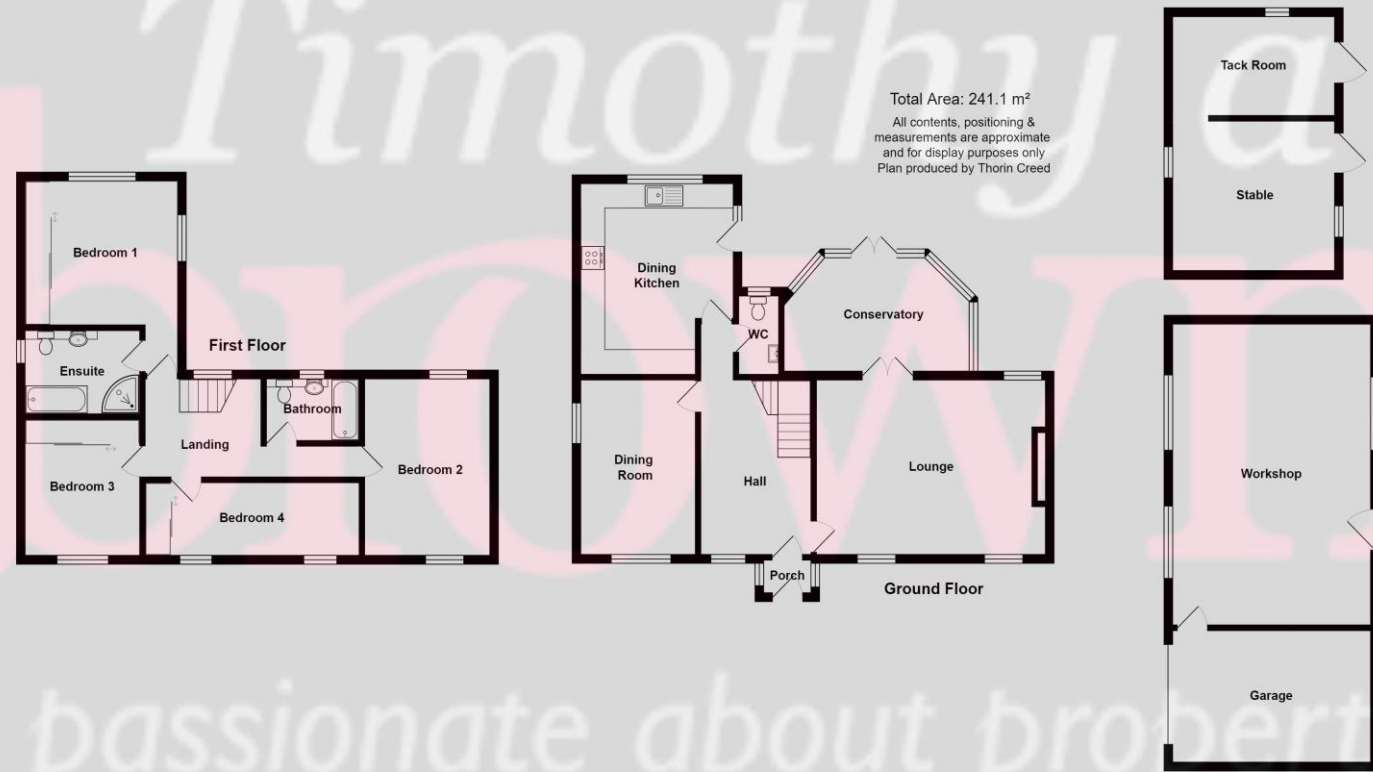 Timothy a
brown
passionate about propert
Total Area: 241.1 m²
All contents, positioning &
measurements are approximate
and for display purposes only
Plan produced by Thorin Creed
First Floor
Bedroom 1
Ensuite
Bathroom
Landing
Bedroom 2
Bedroom 3
Bedroom 4
Dining
Kitchen
WC
Conservatory
Dining
Room
Hall
Lounge
Porch
Ground Floor
Tack Room
Stable
Workshop
Garage